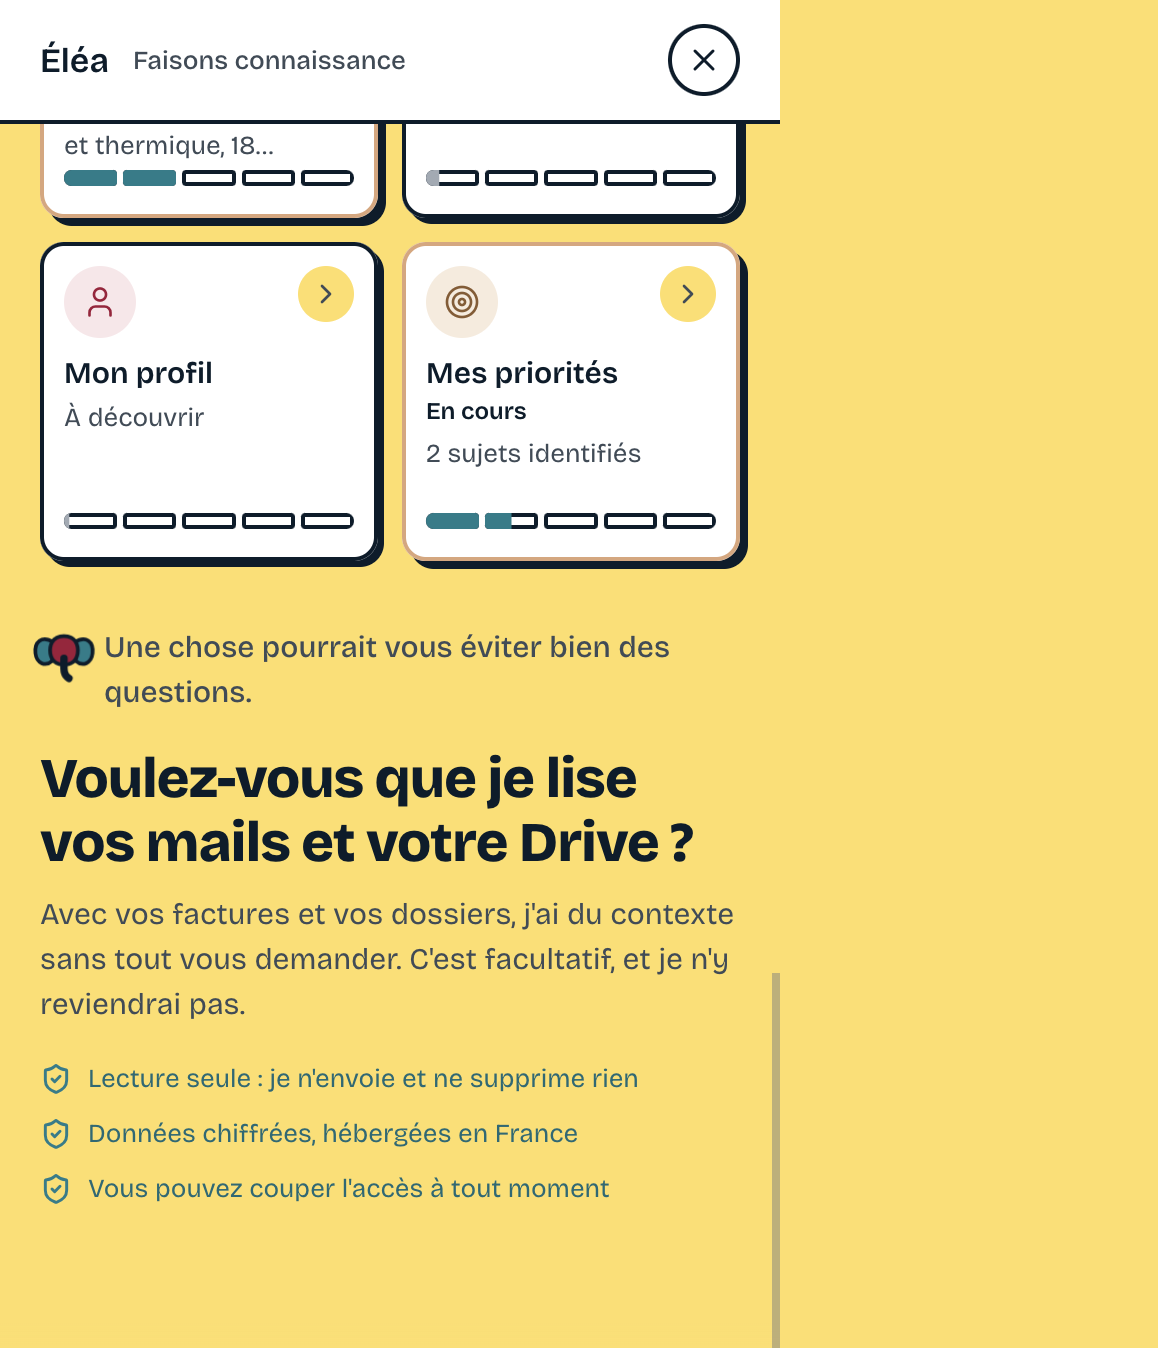 Éléa Faisons connaissance
et thermique, 18...
Mon profil
À découvrir
Mes priorités
En cours
2 sujets identifiés
Une chose pourrait vous éviter bien des
questions.
Voulez-vous que je lise
vos mails et votre Drive ?
Avec vos factures et vos dossiers, j'ai du contexte
sans tout vous demander. C'est facultatif, et je n'y
reviendrai pas.
Lecture seule : je n'envoie et ne supprime rien
Données chiffrées, hébergées en France
Vous pouvez couper l'accès à tout moment